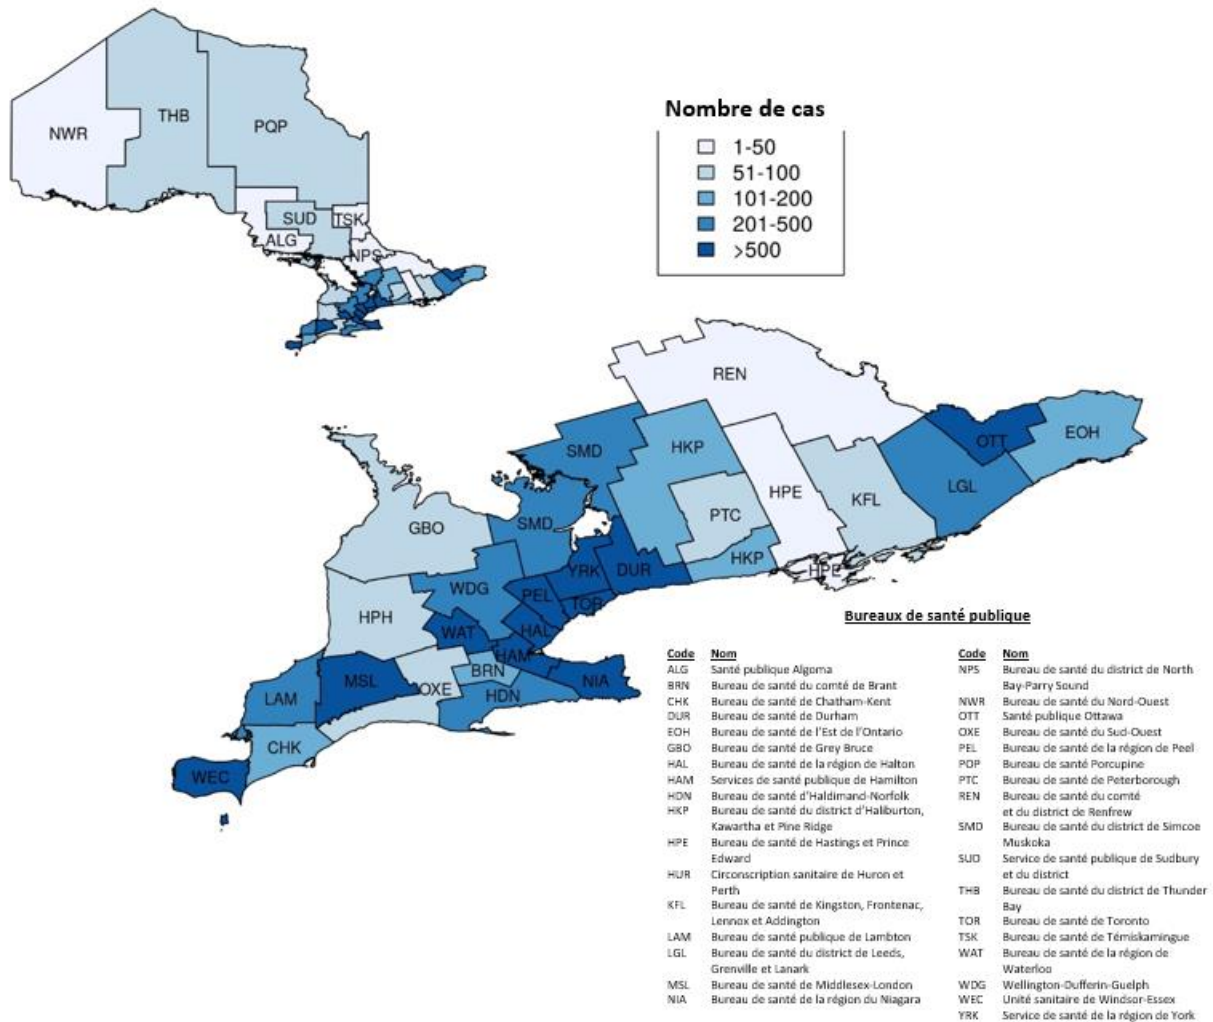 NWR
THB
PQP
SUD
TSK
ALG
NPS
Nombre de cas
1-50
51-100
101-200
201-500
>500
REN
SMD
HKP
OTT
EOH
HPE
KFL
LGL
GBO
SMD
PTC
HKP
YRK
DUR
HPE
WDG
PEL
TOR
HPH
WAT
HAL
HAM
BRN
MSL
OXE
NIA
LAM
HDN
CHK
WEC
Bureaux de santé publique
Code Nom
ALG Santé publique Algoma
BRN Bureau de santé du comté de Brant
CHK Bureau de santé de Chatham-Kent
DUR Bureau de santé de Durham
EOH Bureau de santé de l'Est de l'Ontario
GBO Bureau de santé de Grey Bruce
HAL Bureau de santé de la région de Halton
HAM Services de santé publique de Hamilton
HDN Bureau de santé d'Haldimand-Norfolk
HKP Bureau de santé du district d'Haliburton,
Kawartha et Pine Ridge
HPE Bureau de santé de Hastings et Prince
Edward
HUR Circonscription sanitaire de Huron et
Perth
KFL Bureau de santé de Kingston, Frontenac,
Lennox et Addington
LAM Bureau de santé publique de Lambton
LGL Bureau de santé du district de Leeds,
Grenville et Lanark
MSL Bureau de santé de Middlesex-London
NIA Bureau de santé de la région du Niagara
Code Nom
NPS Bureau de santé du district de North
Bay-Parry Sound
NWR Bureau de santé du Nord-Ouest
OTT Santé publique Ottawa
OXE Bureau de santé du Sud-Ouest
PEL Bureau de santé de la région de Peel
POP Bureau de santé Porcupine
PTC Bureau de santé de Peterborough
REN Bureau de santé du comté
et du district de Renfrew
SMD Bureau de santé du district de Simcoe
Muskoka
SUD Service de santé publique de Sudbury
et du district
THB Bureau de santé du district de Thunder
Bay
TOR Bureau de santé de Toronto
TSK Bureau de santé de Témiskamingue
WAT Bureau de santé de la région de
Waterloo
WDG Wellington-Dufferin-Guelph
WEC Unité sanitaire de Windsor-Essex
YRK Service de santé de la région de York